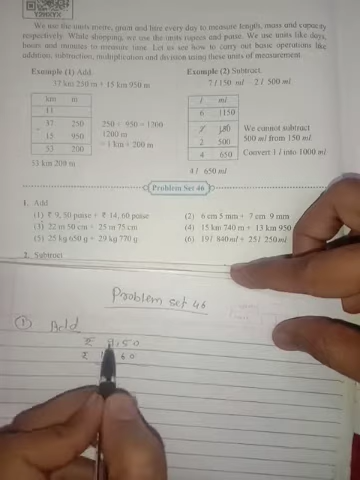 We use the units metre, gram and litre every day to measure length, mass and capacity
respectively. While shopping, we use the units rupees and paise. We use units like days,
hours and minutes to measure time. Let us see how to carry out basic operations like
addition, subtraction, multiplication and division using these units of measurement.
Example (1) Add.
37 km 250 m + 15 km 950 m
km m
11
37 250
+ 15 950
53 200
250 + 950 = 1200
1200 m
= 1 km + 200 m
53 km 200 m
Example (2) Subtract.
7 l 150 ml - 2 l 500 ml
l ml
6 1150
7 150
2 500
4 650
We cannot subtract
500 ml from 150 ml.
Convert 1 l into 1000 ml
4 l 650 ml
Problem Set 46
1. Add
(1) ₹ 9, 50 paise + ₹ 14, 60 paise
(2) 6 cm 5 mm + 7 cm 9 mm
(3) 22 m 50 cm + 25 m 75 cm
(4) 15 km 740 m + 13 km 950 m
(5) 25 kg 650 g + 29 kg 770 g
(6) 19 l 840 ml + 25 l 250 ml
2. Subtract
Problem set 46
① Add
₹ 9.50
₹ 1 60